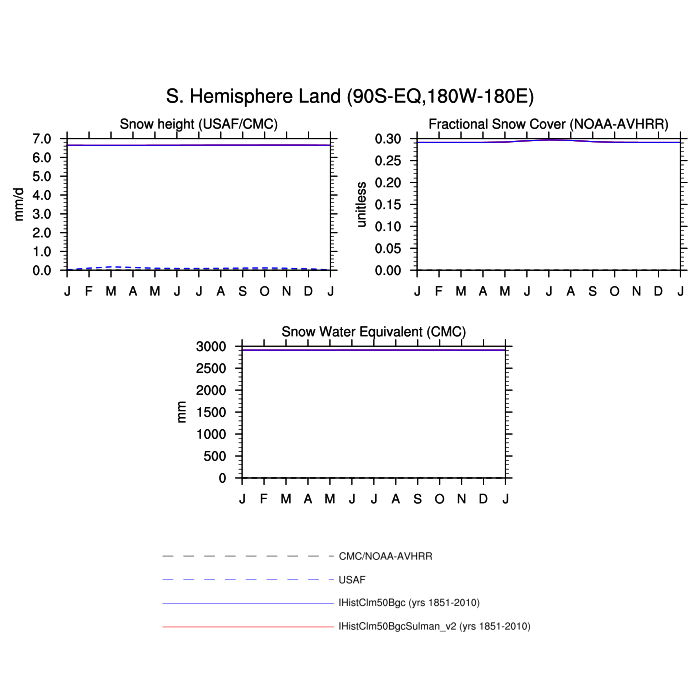 S. Hemisphere Land (90S-EQ,180W-180E)
Snow height (USAF/CMC)
mm/d
7.0
6.0
5.0
4.0
3.0
2.0
1.0
0.0
J F M A M J J A S O N D J
Fractional Snow Cover (NOAA-AVHRR)
unitless
0.30
0.25
0.20
0.15
0.10
0.05
0.00
J F M A M J J A S O N D J
Snow Water Equivalent (CMC)
mm
3000
2500
2000
1500
1000
500
0
J F M A M J J A S O N D J
CMC/NOAA-AVHRR
USAF
IHistClm50Bgc (yrs 1851-2010)
IHistClm50BgcSulman_v2 (yrs 1851-2010)